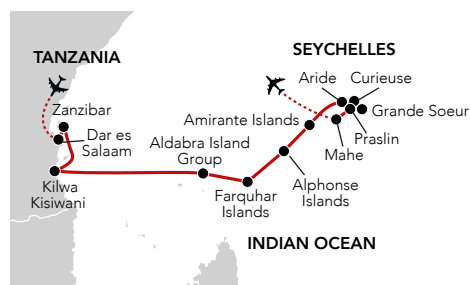 TANZANIA
SEYCHELLES
Aride
Curieuse
Zanzibar
Grande Soeur
Amirante Islands
Praslin
Dar es
Salaam
Mahe
Aldabra Island
Group
Alphonse
Islands
Kilwa
Kisiwani
Farquhar
Islands
INDIAN OCEAN